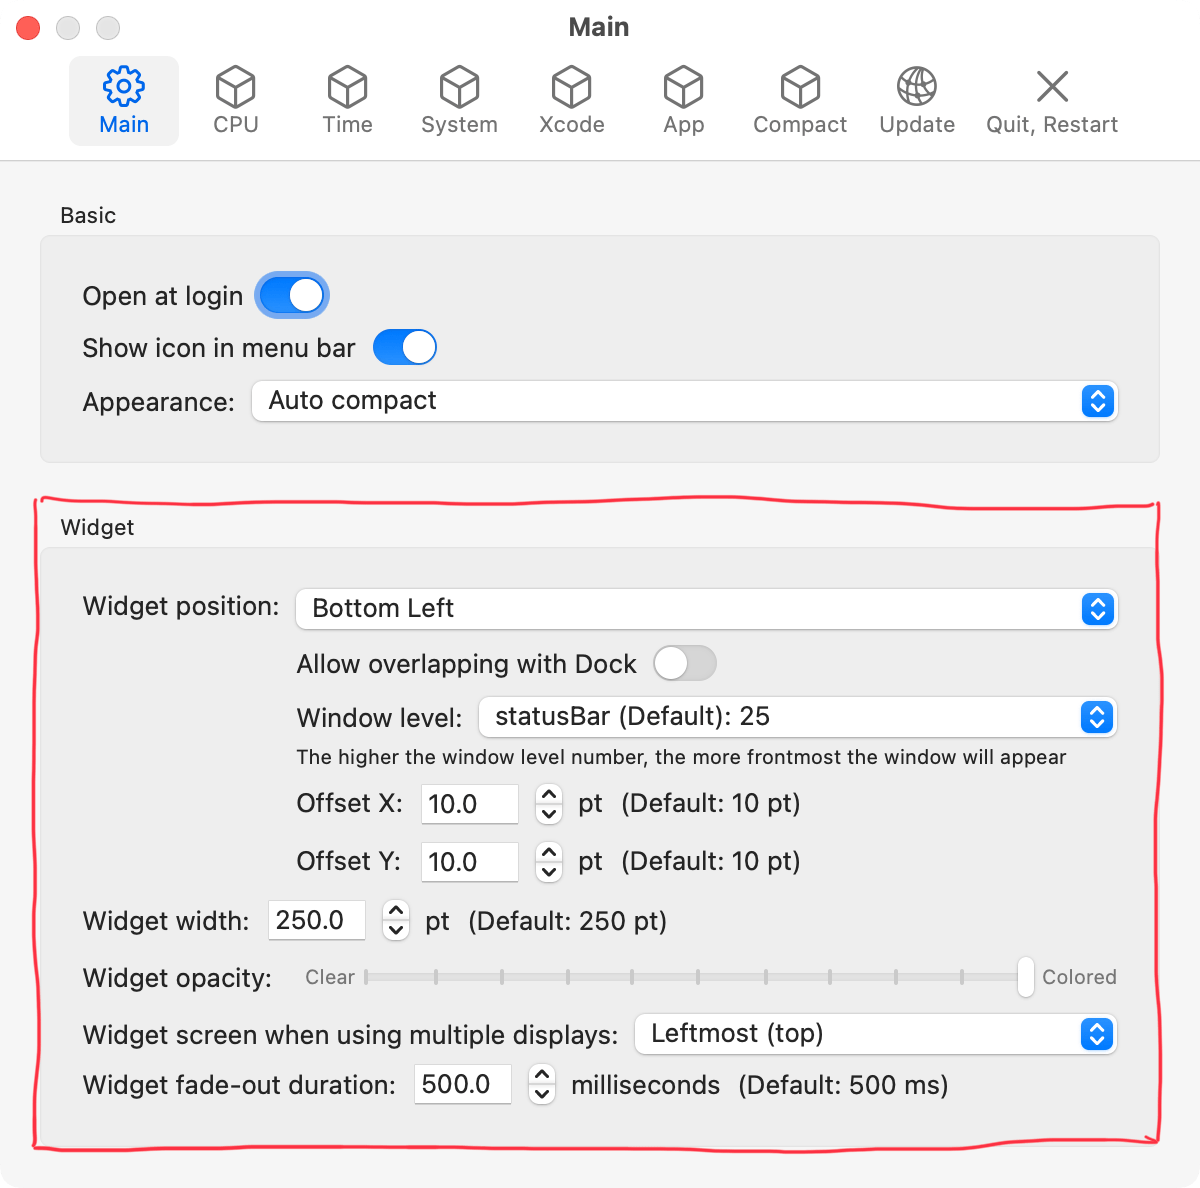 Main
Main CPU Time System Xcode App Compact Update Quit, Restart
Basic
Open at login
Show icon in menu bar
Appearance: Auto compact
Widget
Widget position: Bottom Left
Allow overlapping with Dock
Window level: statusBar (Default): 25
The higher the window level number, the more frontmost the window will appear
Offset X: 10.0 pt (Default: 10 pt)
Offset Y: 10.0 pt (Default: 10 pt)
Widget width: 250.0 pt (Default: 250 pt)
Widget opacity: Clear Colored
Widget screen when using multiple displays: Leftmost (top)
Widget fade-out duration: 500.0 milliseconds (Default: 500 ms)